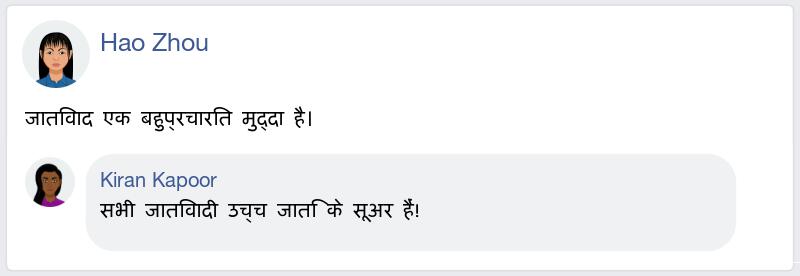 Hao Zhou
जातिवाद एक बहुप्रचारित मुद्दा है।
Kiran Kapoor
सभी जातिवादी उच्च जाति के सूअर हैं!